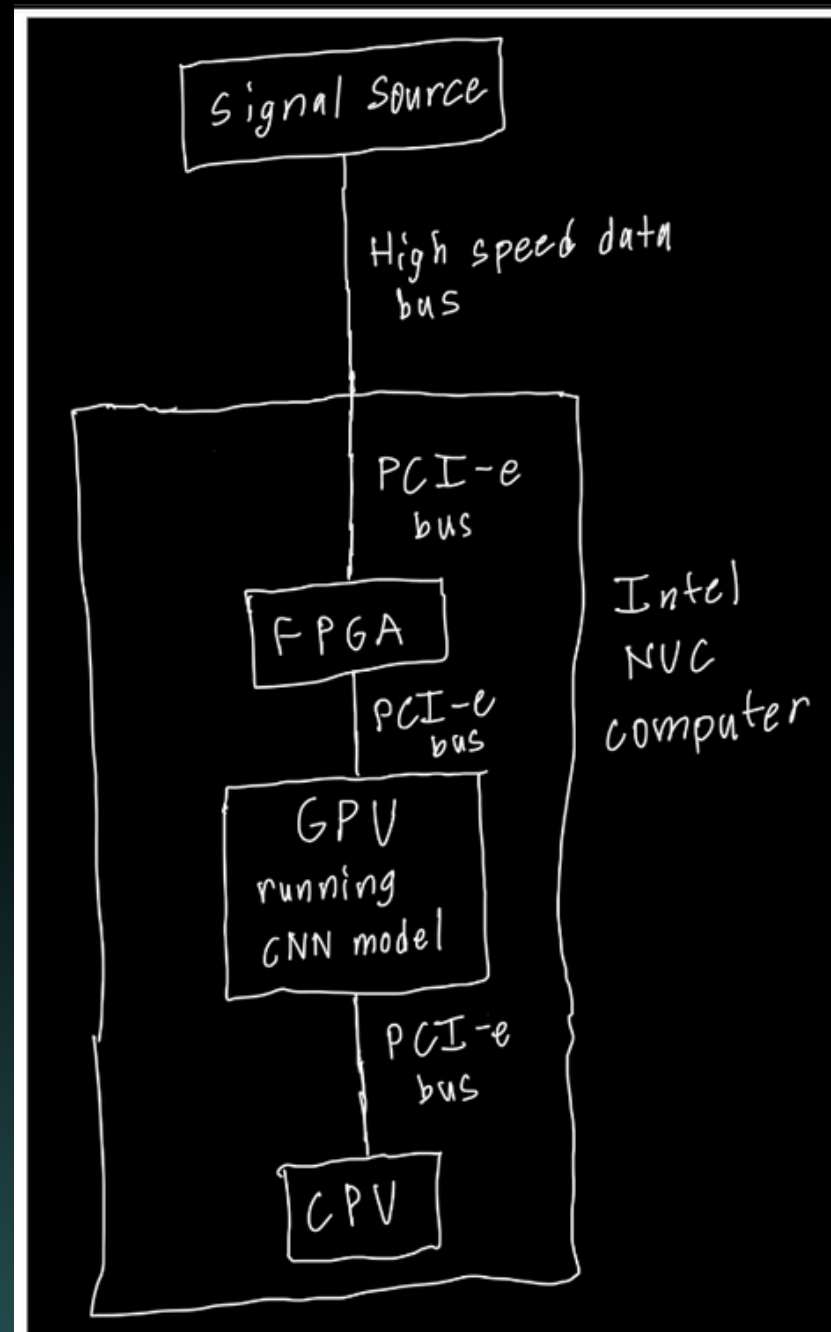 Signal Source
High speed data
bus
PCI-e
bus
FPGA
Intel
NUC
computer
PCI-e
bus
GPU
running
CNN model
PCI-e
bus
CPU